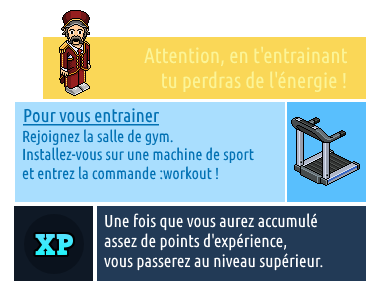 Attention, en t'entrainant
tu perdras de l'énergie !
Pour vous entrainer
Rejoignez la salle de gym.
Installez-vous sur une machine de sport
et entrez la commande :workout !
XP
Une fois que vous aurez accumulé
assez de points d'expérience,
vous passerez au niveau supérieur.